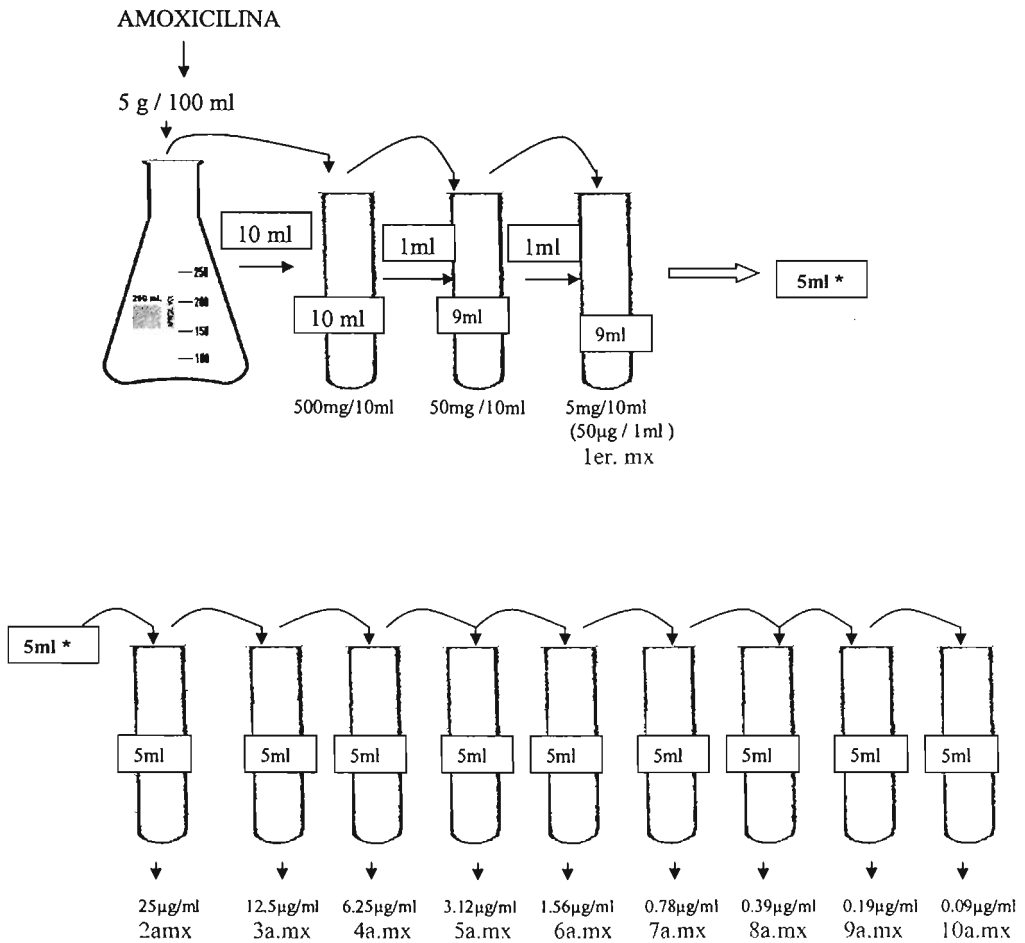 AMOXICILINA
5 g / 100 ml
10 ml
1ml
1ml
250
200 mL
200
150
100
10 ml
9ml
9ml
5ml *
500mg/10ml
50mg /10ml
5mg/10ml
(50µg / 1ml )
1er. mx
5ml *
5ml
5ml
5ml
5ml
5ml
5ml
5ml
5ml
5ml
25µg/ml
12.5µg/ml
6.25µg/ml
3.12µg/ml
1.56µg/ml
0.78µg/ml
0.39µg/ml
0.19µg/ml
0.09µg/ml
2amx
3a.mx
4a.mx
5a.mx
6a.mx
7a.mx
8a.mx
9a.mx
10a.mx